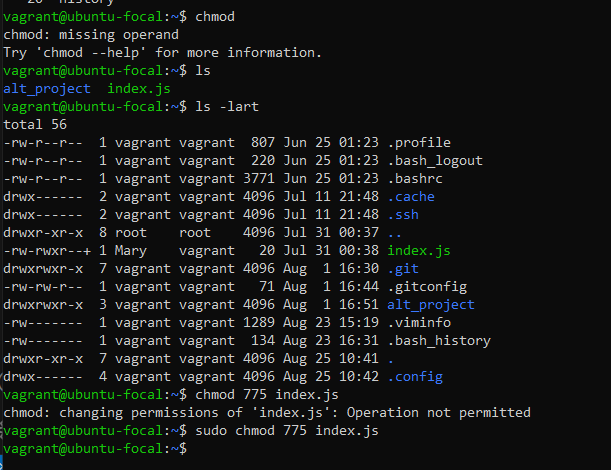 20  history
vagrant@ubuntu-focal:~$ chmod
chmod: missing operand
Try 'chmod --help' for more information.
vagrant@ubuntu-focal:~$ ls
alt_project  index.js
vagrant@ubuntu-focal:~$ ls -lart
total 56
-rw-r--r--  1 vagrant vagrant  807 Jun 25 01:23 .profile
-rw-r--r--  1 vagrant vagrant  220 Jun 25 01:23 .bash_logout
-rw-r--r--  1 vagrant vagrant 3771 Jun 25 01:23 .bashrc
drwx------  2 vagrant vagrant 4096 Jul 11 21:48 .cache
drwx------  2 vagrant vagrant 4096 Jul 11 21:48 .ssh
drwxr-xr-x  8 root    root    4096 Jul 31 00:37 ..
-rw-rwxr--+ 1 Mary    vagrant   20 Jul 31 00:38 index.js
drwxrwxr-x  7 vagrant vagrant 4096 Aug  1 16:30 .git
-rw-rw-r--  1 vagrant vagrant   71 Aug  1 16:44 .gitconfig
drwxrwxr-x  3 vagrant vagrant 4096 Aug  1 16:51 alt_project
-rw-------  1 vagrant vagrant 1289 Aug 23 15:19 .viminfo
-rw-------  1 vagrant vagrant  134 Aug 23 16:31 .bash_history
drwxr-xr-x  7 vagrant vagrant 4096 Aug 25 10:41 .
drwx------  4 vagrant vagrant 4096 Aug 25 10:42 .config
vagrant@ubuntu-focal:~$ chmod 775 index.js
chmod: changing permissions of 'index.js': Operation not permitted
vagrant@ubuntu-focal:~$ sudo chmod 775 index.js
vagrant@ubuntu-focal:~$